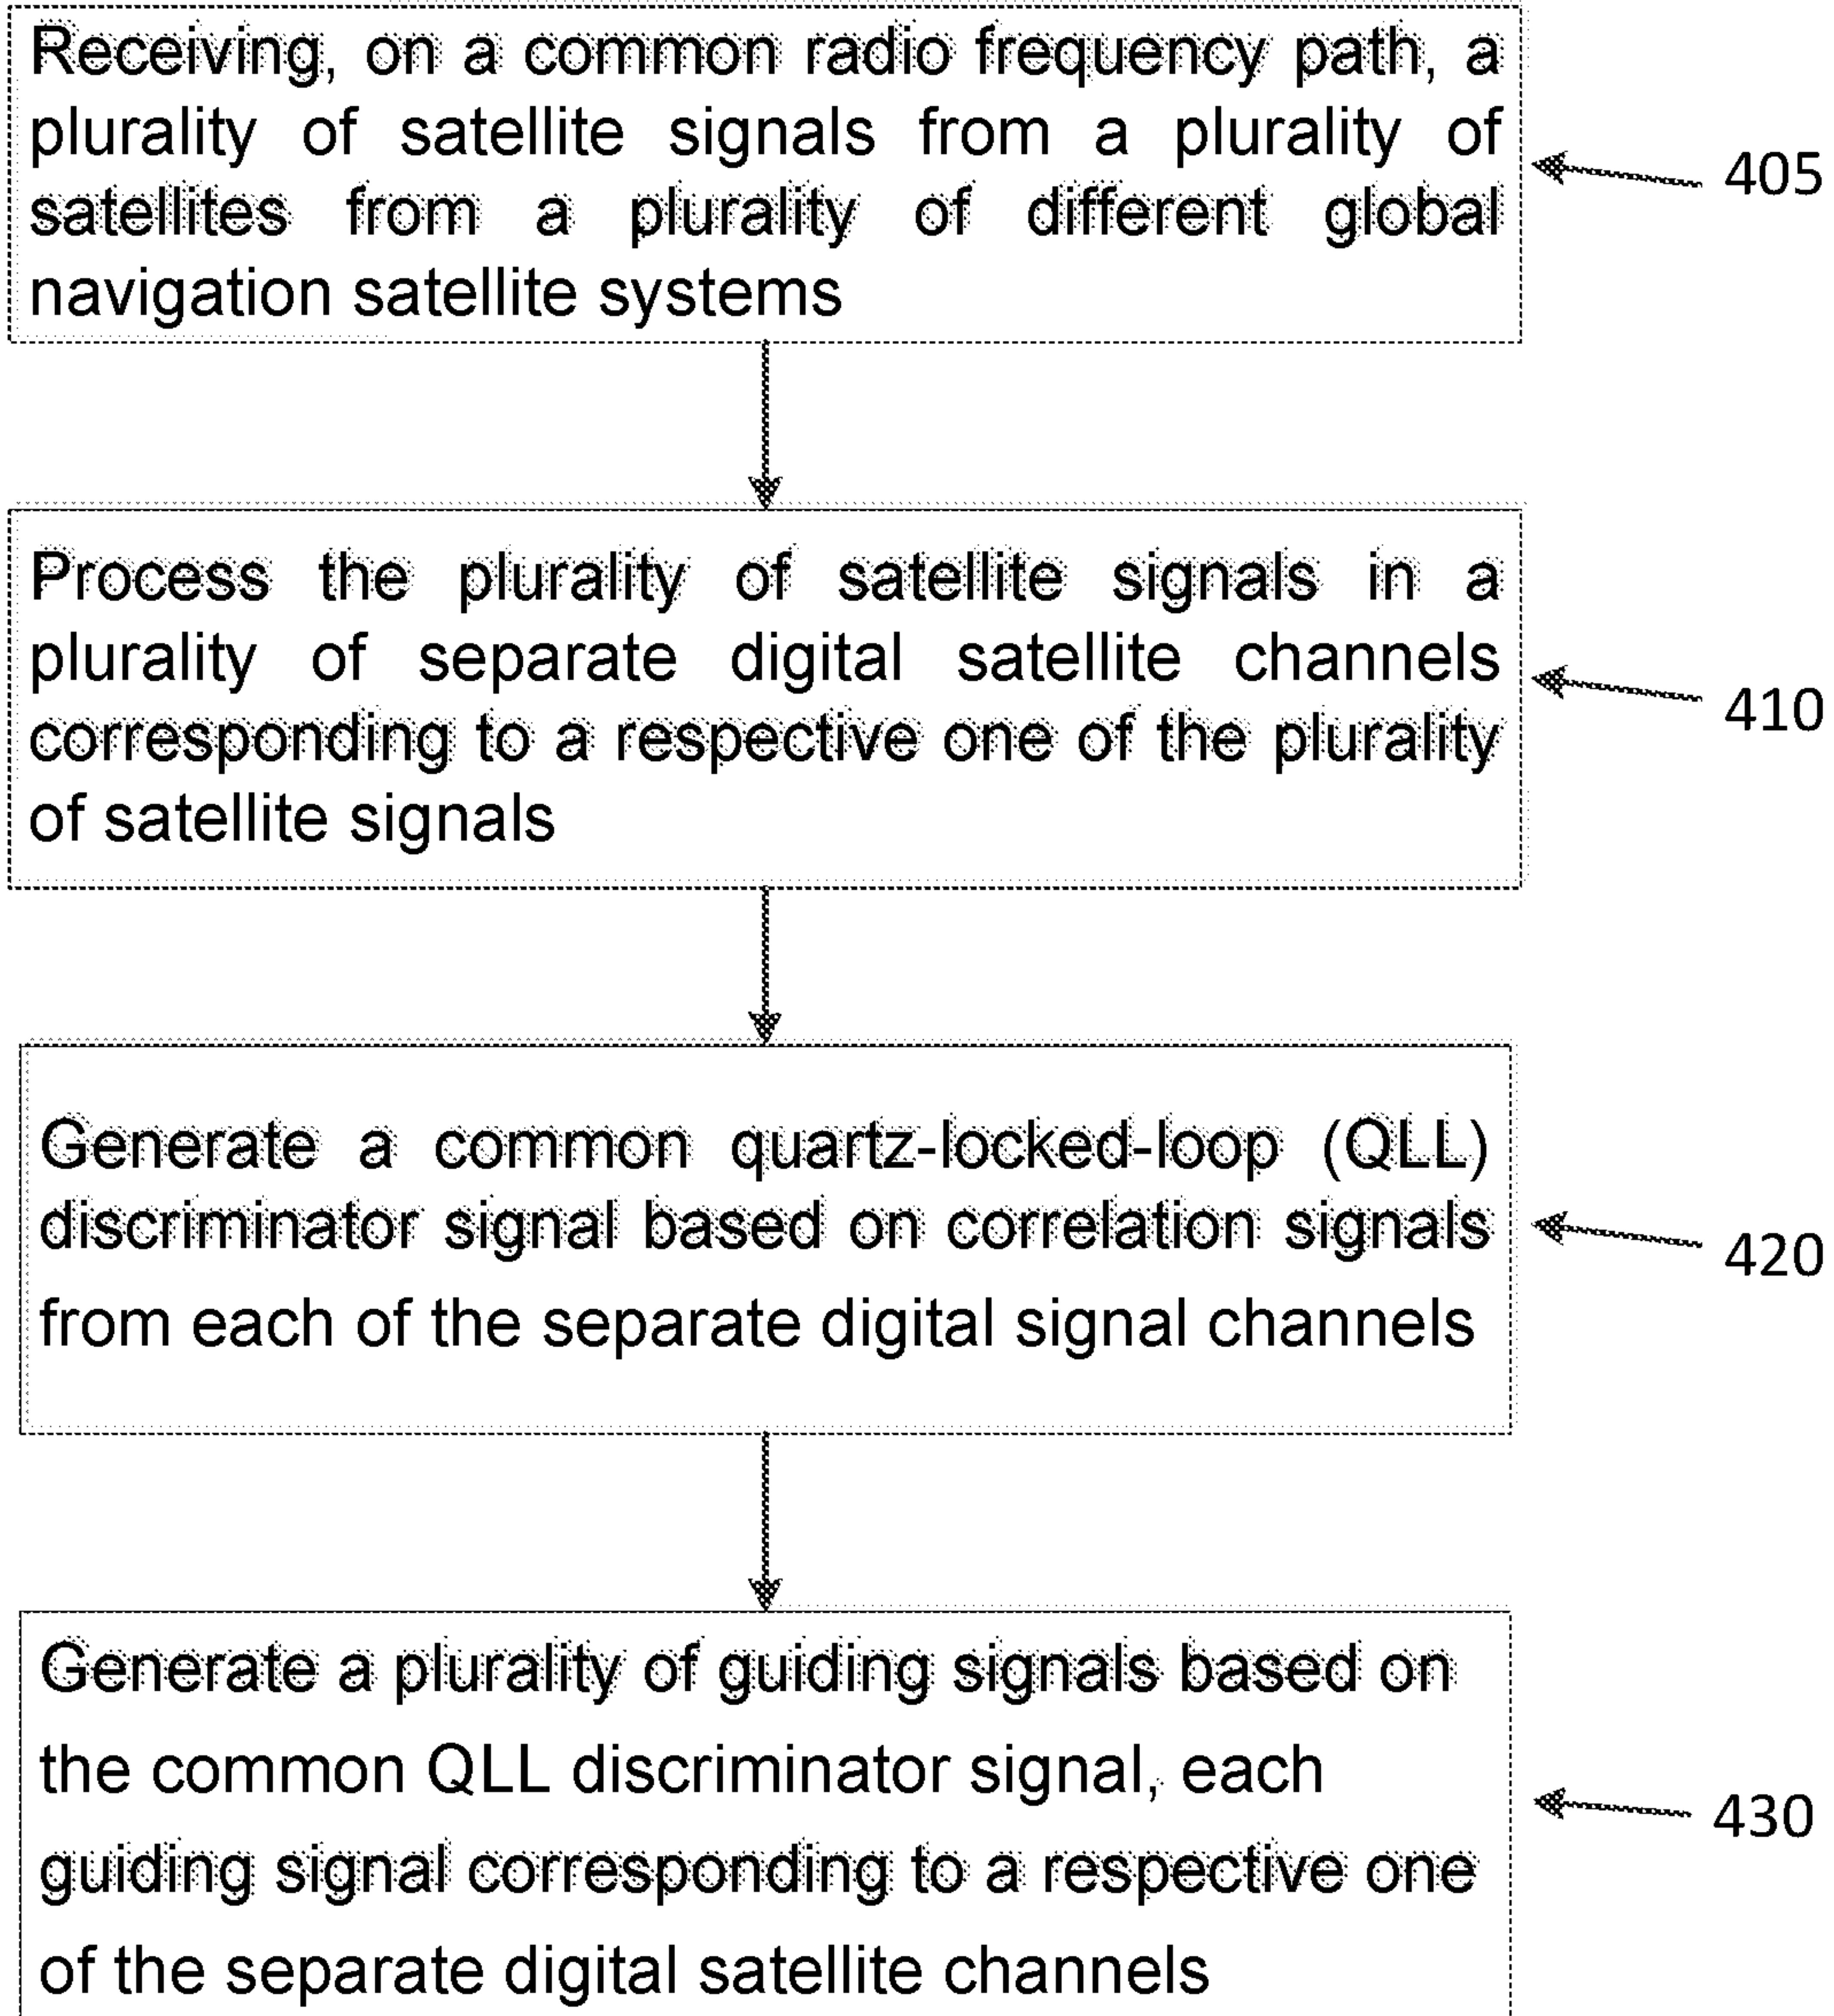 Receiving, on a common radio frequency path, a
plurality of satellite signals from a plurality of
satellites from a plurality of different global
navigation satellite systems
405
Process the plurality of satellite signals in a
plurality of separate digital satellite channels
corresponding to a respective one of the plurality
of satellite signals
410
Generate a common quartz-locked-loop (QLL)
discriminator signal based on correlation signals
from each of the separate digital signal channels
420
Generate a plurality of guiding signals based on
the common QLL discriminator signal, each
guiding signal corresponding to a respective one
of the separate digital satellite channels
430